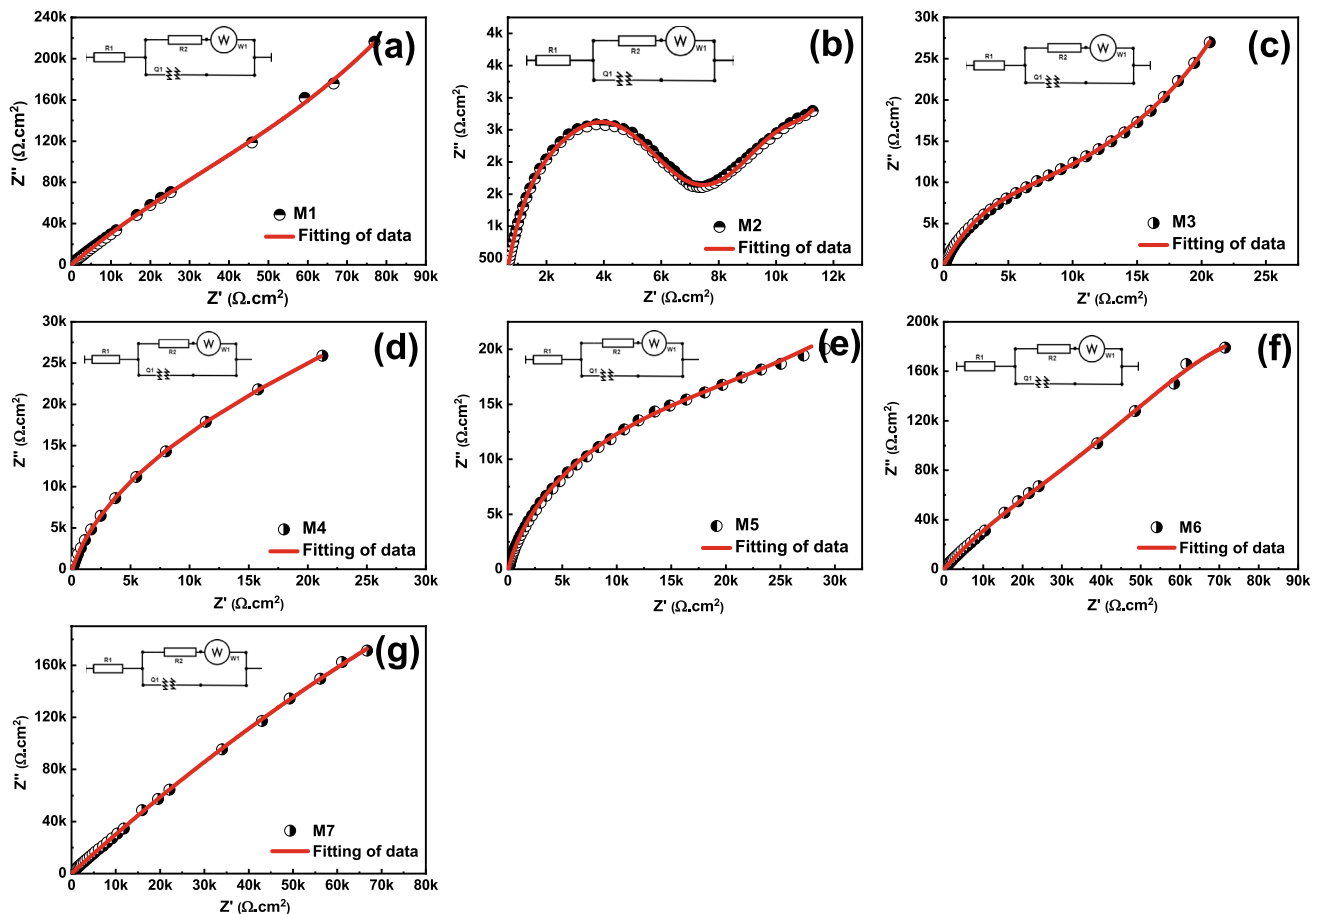 (a)
R1
R2
W
W1
Q1
240k
200k
160k
120k
80k
40k
0
Z'' (Ω.cm²)
M1
Fitting of data
0 10k 20k 30k 40k 50k 60k 70k 80k 90k
Z' (Ω.cm²)
(b)
R1
R2
W
W1
Q1
4k
4k
3k
3k
2k
2k
1k
500
Z'' (Ω.cm²)
M2
Fitting of data
2k 4k 6k 8k 10k 12k
Z' (Ω.cm²)
(c)
R1
R2
W
W1
Q1
30k
25k
20k
15k
10k
5k
0
Z'' (Ω.cm²)
M3
Fitting of data
0 5k 10k 15k 20k 25k
Z' (Ω.cm²)
(d)
R1
R2
W
W1
Q1
30k
25k
20k
15k
10k
5k
0
Z'' (Ω.cm²)
M4
Fitting of data
0 5k 10k 15k 20k 25k 30k
Z' (Ω.cm²)
(e)
R1
R2
W
W1
Q1
20k
15k
10k
5k
0
Z'' (Ω.cm²)
M5
Fitting of data
0 5k 10k 15k 20k 25k 30k
Z' (Ω.cm²)
(f)
R1
R2
W
W1
Q1
200k
160k
120k
80k
40k
0
Z'' (Ω.cm²)
M6
Fitting of data
0 10k 20k 30k 40k 50k 60k 70k 80k 90k
Z' (Ω.cm²)
(g)
R1
R2
W
W1
Q1
160k
120k
80k
40k
0
Z'' (Ω.cm²)
M7
Fitting of data
0 10k 20k 30k 40k 50k 60k 70k 80k
Z' (Ω.cm²)